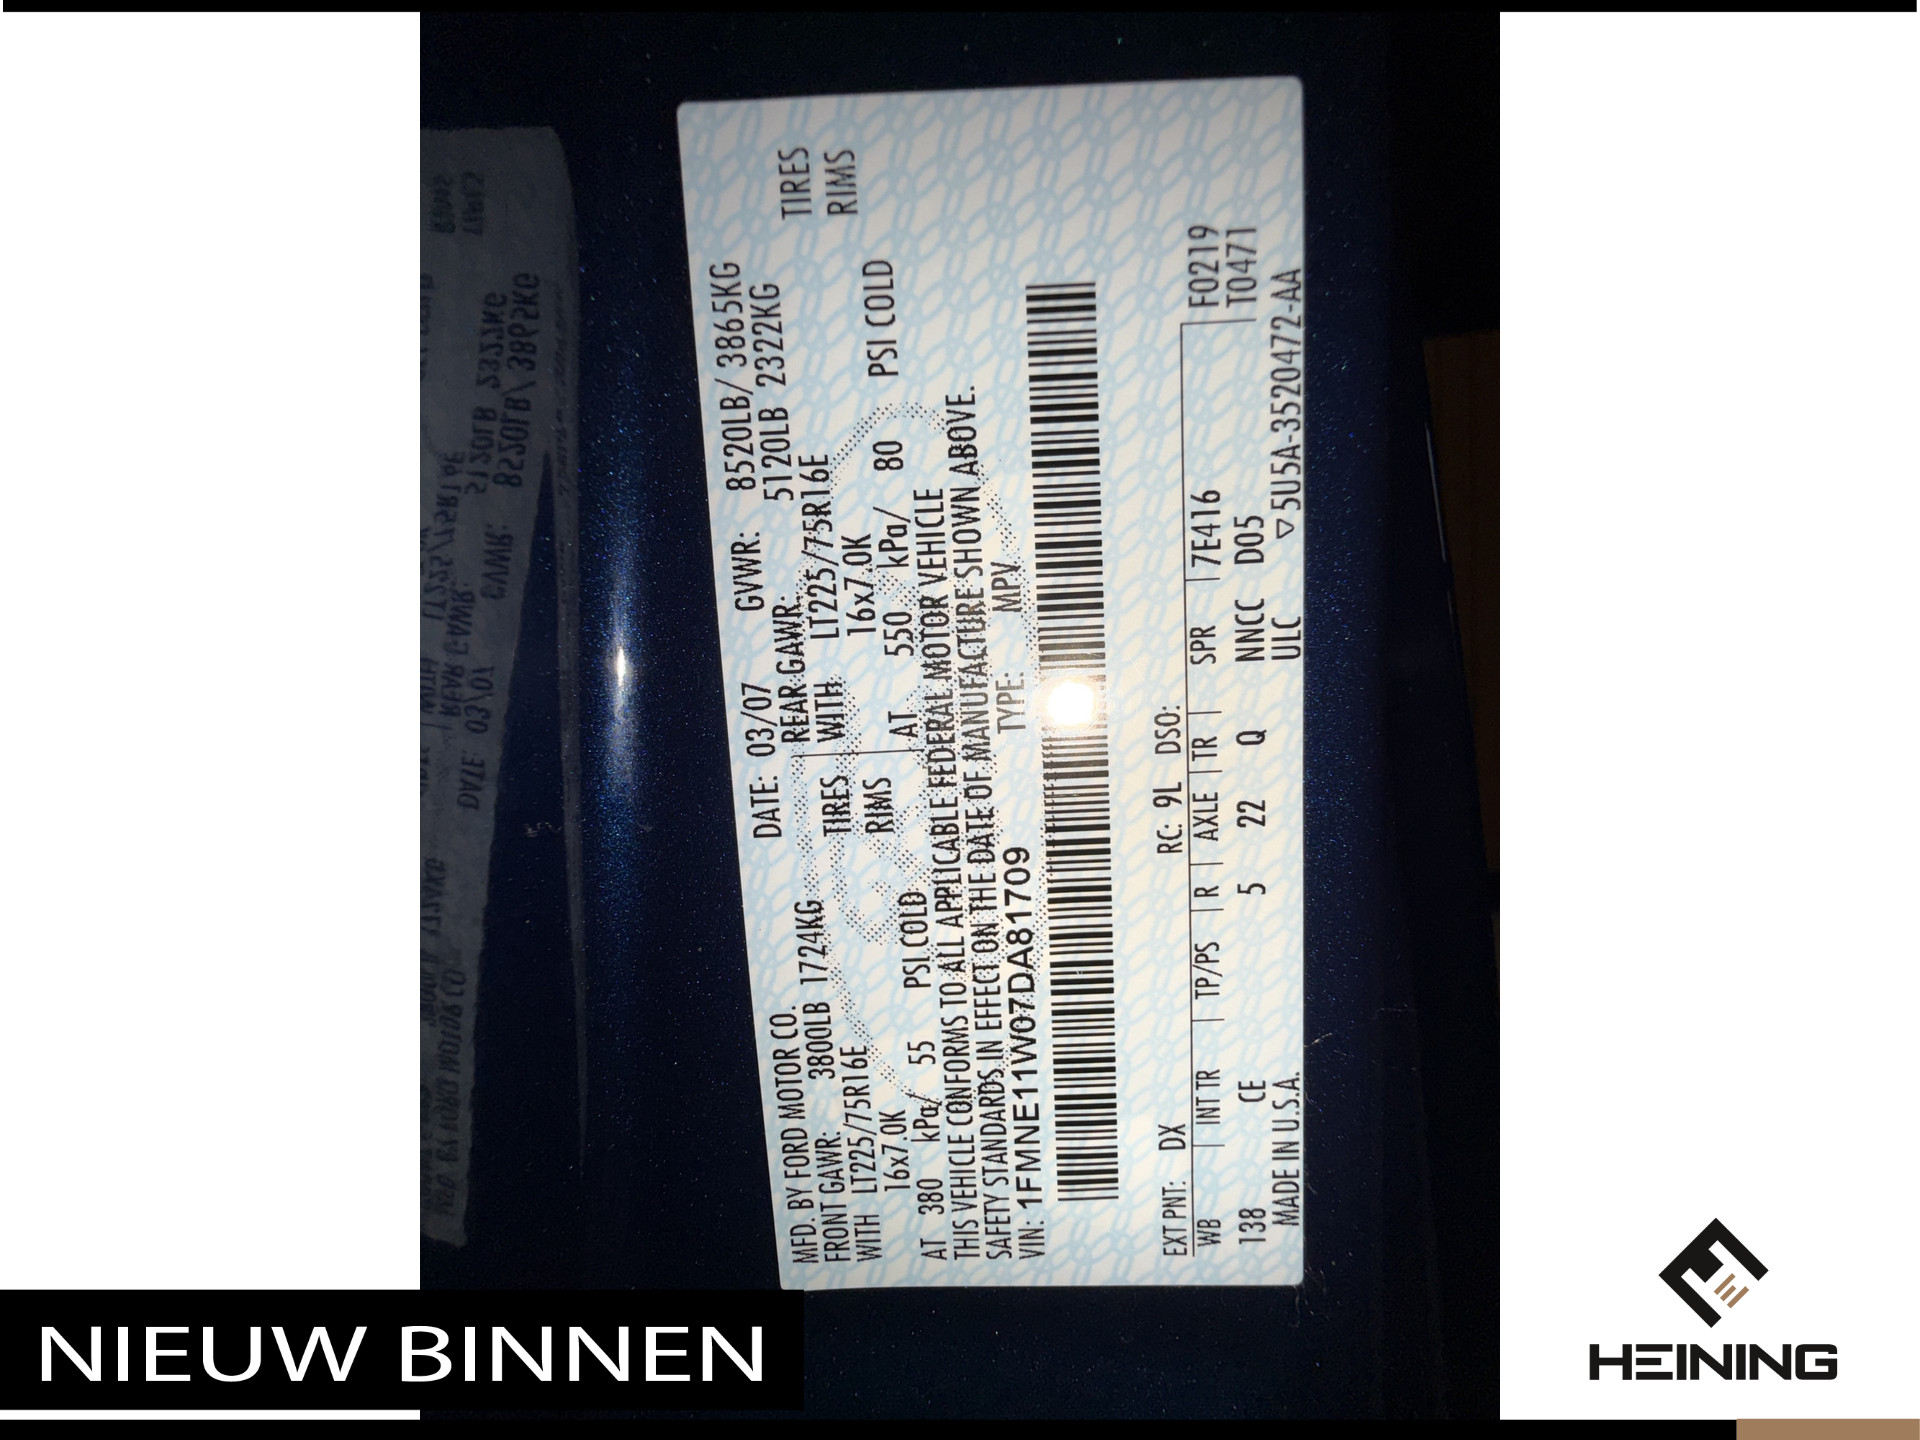 MFD. BY FORD MOTOR CO. DATE: 03/07 GVWR: 8520LB/ 3865KG
FRONT GAWR: 3800LB 1724KG REAR GAWR: 5120LB 2322KG
WITH LT225/75R16E TIRES WITH LT225/75R16E TIRES
16x7.0K RIMS 16x7.0K RIMS
AT 380 kPa/ 55 PSI COLD AT 550 kPa/ 80 PSI COLD
THIS VEHICLE CONFORMS TO ALL APPLICABLE FEDERAL MOTOR VEHICLE
SAFETY STANDARDS IN EFFECT ON THE DATE OF MANUFACTURE SHOWN ABOVE.
VIN: 1FMNE11W07DA81709 TYPE: MPV
EXT PNT: DX RC: 9L DSO:
WB INT TR TP/PS R AXLE TR SPR 7E416 F0219
138 CE 5 22 Q NNCC D05 T0471
MADE IN U.S.A. ULC ▽5U5A-3520472-AA
NIEUW BINNEN
HEINING